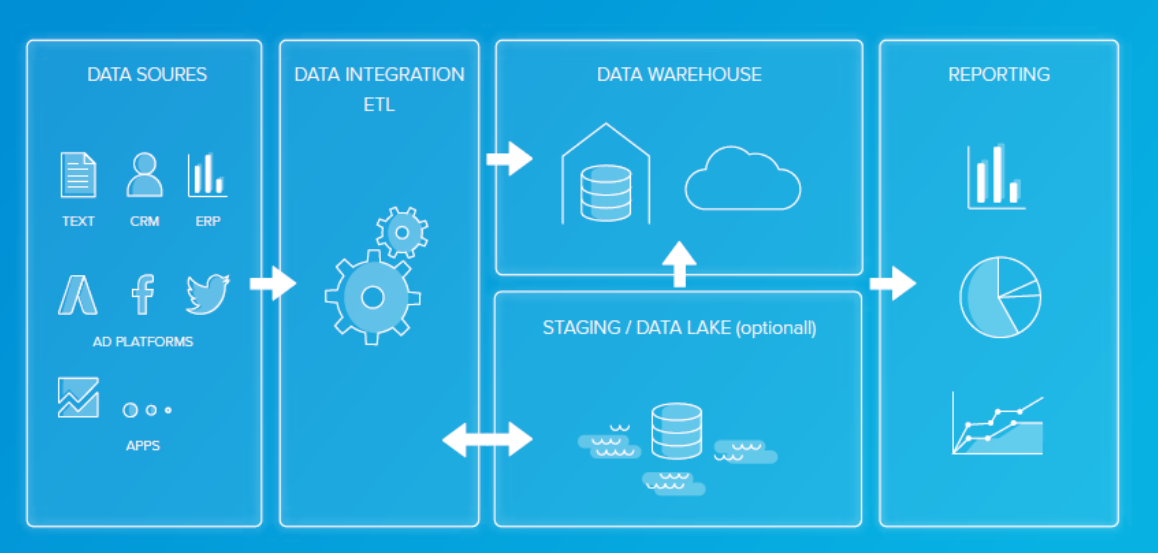 DATA SOURES
TEXT
CRM
ERP
AD PLATFORMS
APPS
DATA INTEGRATION
ETL
DATA WAREHOUSE
STAGING / DATA LAKE (optionall)
REPORTING